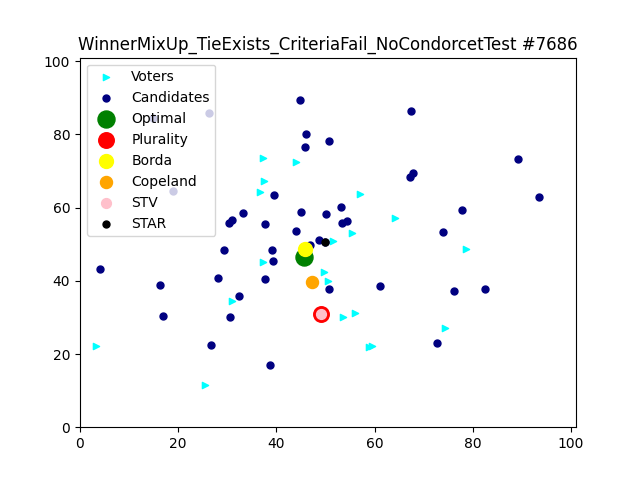 WinnerMixUp_TieExists_CriteriaFail_NoCondorcetTest #7686
Voters
Candidates
Optimal
Plurality
Borda
Copeland
STV
STAR
100
80
60
40
20
0
0 20 40 60 80 100